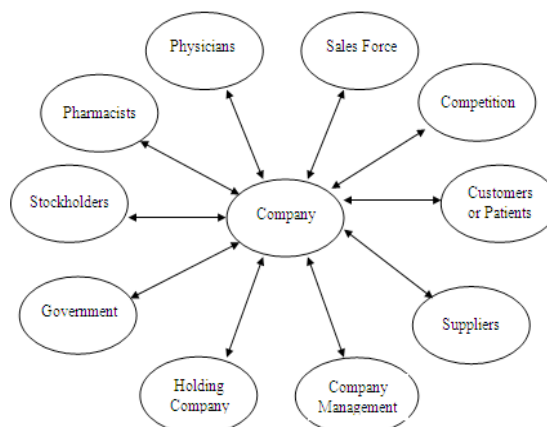 Physicians
Sales Force
Pharmacists
Competition
Stockholders
Company
Customers
or Patients
Government
Suppliers
Holding
Company
Company
Management